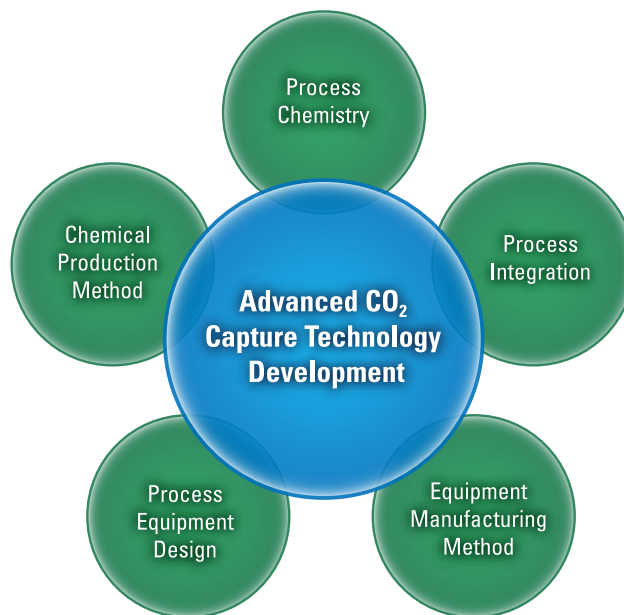 Process
Chemistry
Chemical
Production
Method
Process
Integration
Advanced CO₂
Capture Technology
Development
Process
Equipment
Design
Equipment
Manufacturing
Method